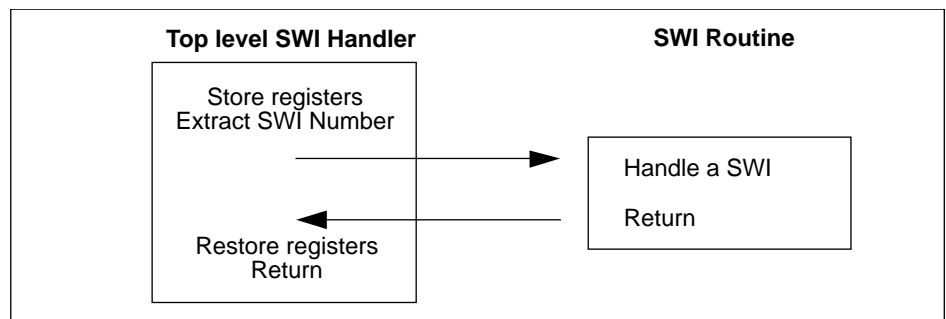 Top level SWI Handler
SWI Routine
Store registers
Extract SWI Number
Handle a SWI
Return
Restore registers
Return